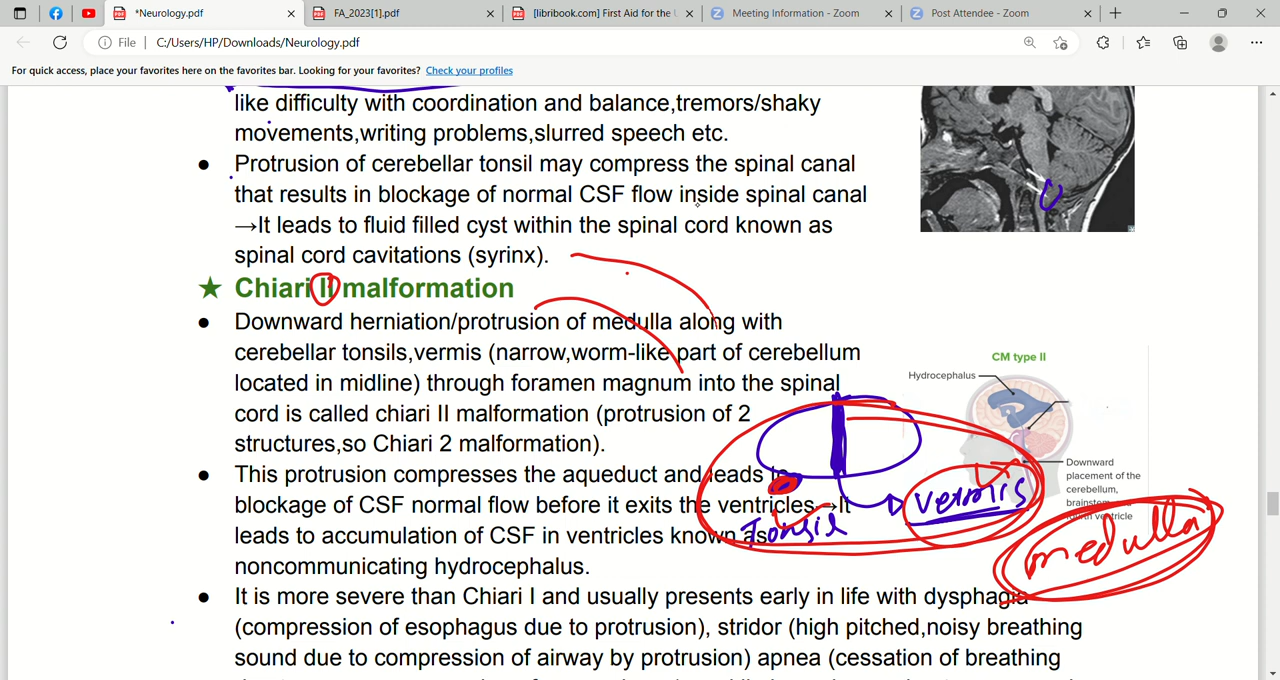 *Neurology.pdf
FA_2023[1].pdf
[libribook.com] First Aid for the
Meeting Information - Zoom
Post Attendee - Zoom
File
C:/Users/HP/Downloads/Neurology.pdf
For quick access, place your favorites here on the favorites bar. Looking for your favorites? Check your profiles
like difficulty with coordination and balance,tremors/shaky
movements,writing problems,slurred speech etc.
● Protrusion of cerebellar tonsil may compress the spinal canal
that results in blockage of normal CSF flow inside spinal canal
→It leads to fluid filled cyst within the spinal cord known as
spinal cord cavitations (syrinx).
★ Chiari II malformation
● Downward herniation/protrusion of medulla along with
cerebellar tonsils,vermis (narrow,worm-like part of cerebellum
located in midline) through foramen magnum into the spinal
cord is called chiari II malformation (protrusion of 2
structures,so Chiari 2 malformation).
● This protrusion compresses the aqueduct and leads to
blockage of CSF normal flow before it exits the ventricles→It
leads to accumulation of CSF in ventricles known as
noncommunicating hydrocephalus.
● It is more severe than Chiari I and usually presents early in life with dysphagia
(compression of esophagus due to protrusion), stridor (high pitched,noisy breathing
sound due to compression of airway by protrusion) apnea (cessation of breathing
CM type II
Hydrocephalus
Downward
placement of the
cerebellum,
fourth ventricle
Tonsil
vermis
medulla